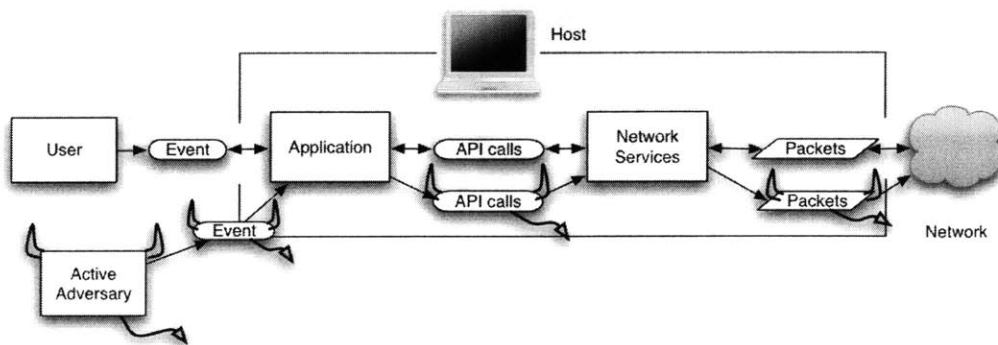 Host
User
Event
Application
API calls
Network
Services
Packets
API calls
Packets
Event
Network
Active
Adversary